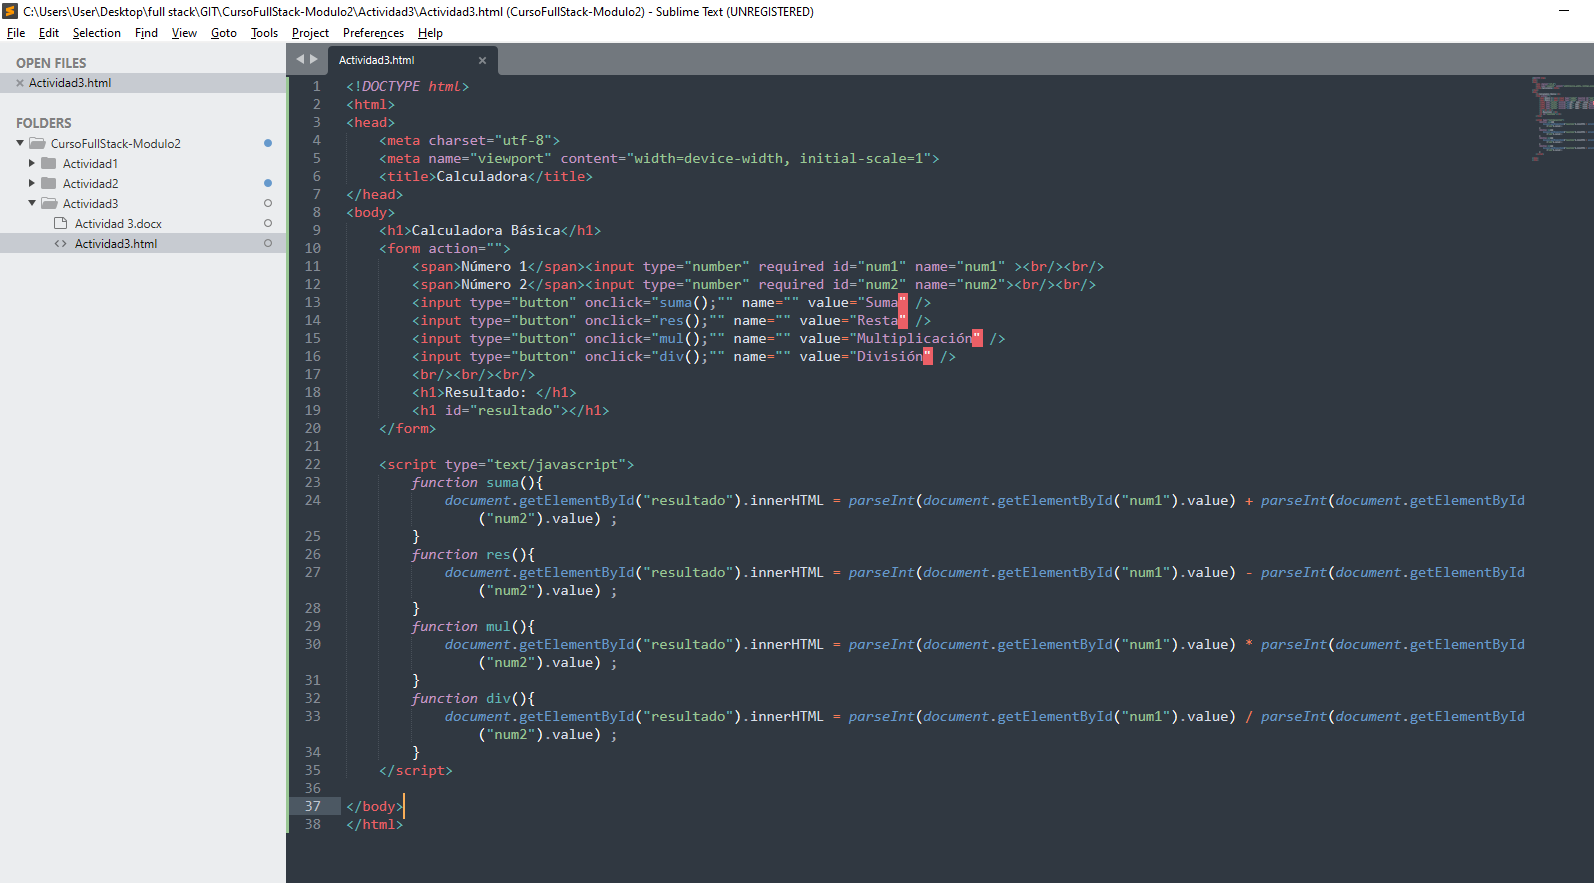 C:\Users\User\Desktop\full stack\GIT\CursoFullStack-Modulo2\Actividad3\Actividad3.html (CursoFullStack-Modulo2) - Sublime Text (UNREGISTERED)
File Edit Selection Find View Goto Tools Project Preferences Help
OPEN FILES
Actividad3.html
FOLDERS
CursoFullStack-Modulo2
Actividad1
Actividad2
Actividad3
Actividad 3.docx
Actividad3.html
Actividad3.html
1 <!DOCTYPE html>
2 <html>
3 <head>
4 <meta charset="utf-8">
5 <meta name="viewport" content="width=device-width, initial-scale=1">
6 <title>Calculadora</title>
7 </head>
8 <body>
9 <h1>Calculadora Básica</h1>
10 <form action="">
11 <span>Número 1</span><input type="number" required id="num1" name="num1" ><br/><br/>
12 <span>Número 2</span><input type="number" required id="num2" name="num2"><br/><br/>
13 <input type="button" onclick="suma();"" name="" value="Suma" />
14 <input type="button" onclick="res();"" name="" value="Resta" />
15 <input type="button" onclick="mul();"" name="" value="Multiplicación" />
16 <input type="button" onclick="div();"" name="" value="División" />
17 <br/><br/><br/>
18 <h1>Resultado: </h1>
19 <h1 id="resultado"></h1>
20 </form>
21
22 <script type="text/javascript">
23 function suma(){
24 document.getElementById("resultado").innerHTML = parseInt(document.getElementById("num1").value) + parseInt(document.getElementById
("num2").value) ;
25 }
26 function res(){
27 document.getElementById("resultado").innerHTML = parseInt(document.getElementById("num1").value) - parseInt(document.getElementById
("num2").value) ;
28 }
29 function mul(){
30 document.getElementById("resultado").innerHTML = parseInt(document.getElementById("num1").value) * parseInt(document.getElementById
("num2").value) ;
31 }
32 function div(){
33 document.getElementById("resultado").innerHTML = parseInt(document.getElementById("num1").value) / parseInt(document.getElementById
("num2").value) ;
34 }
35 </script>
36
37 </body>
38 </html>